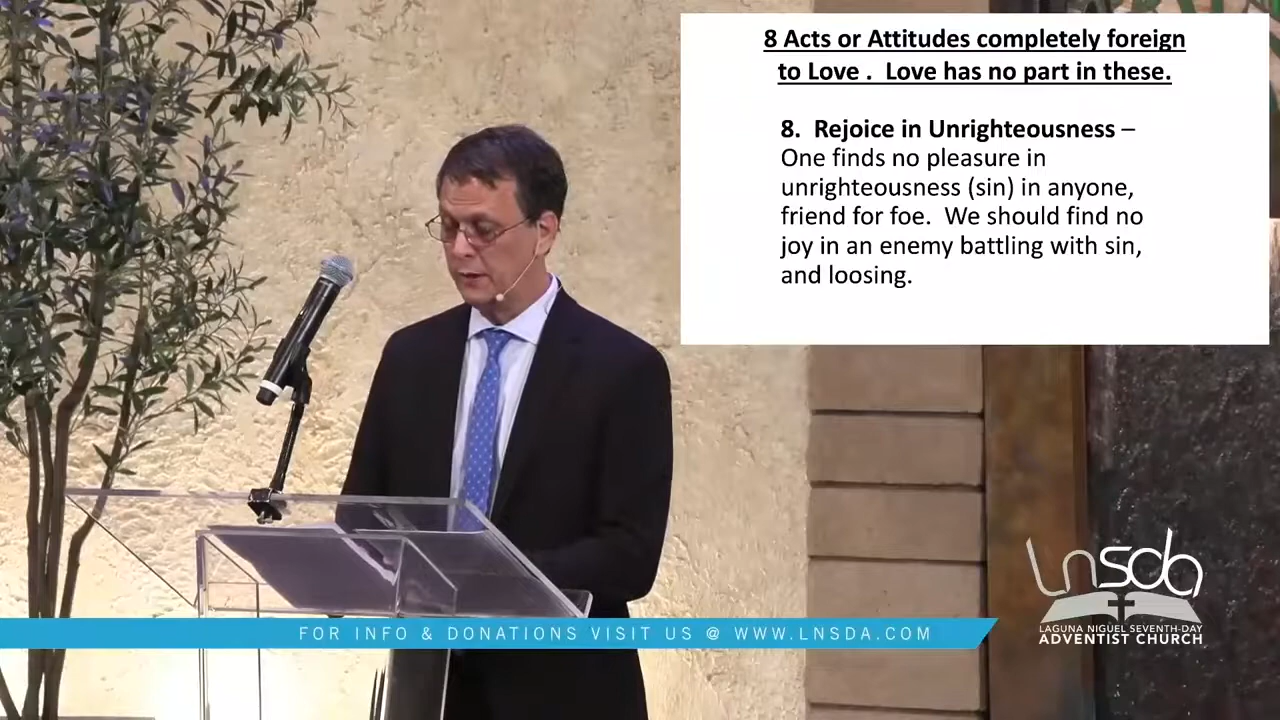 8 Acts or Attitudes completely foreign
to Love .  Love has no part in these.
8.  Rejoice in Unrighteousness –
One finds no pleasure in
unrighteousness (sin) in anyone,
friend for foe.  We should find no
joy in an enemy battling with sin,
and loosing.
lnsda
LAGUNA NIGUEL SEVENTH-DAY
ADVENTIST CHURCH
FOR INFO & DONATIONS VISIT US @ WWW.LNSDA.COM